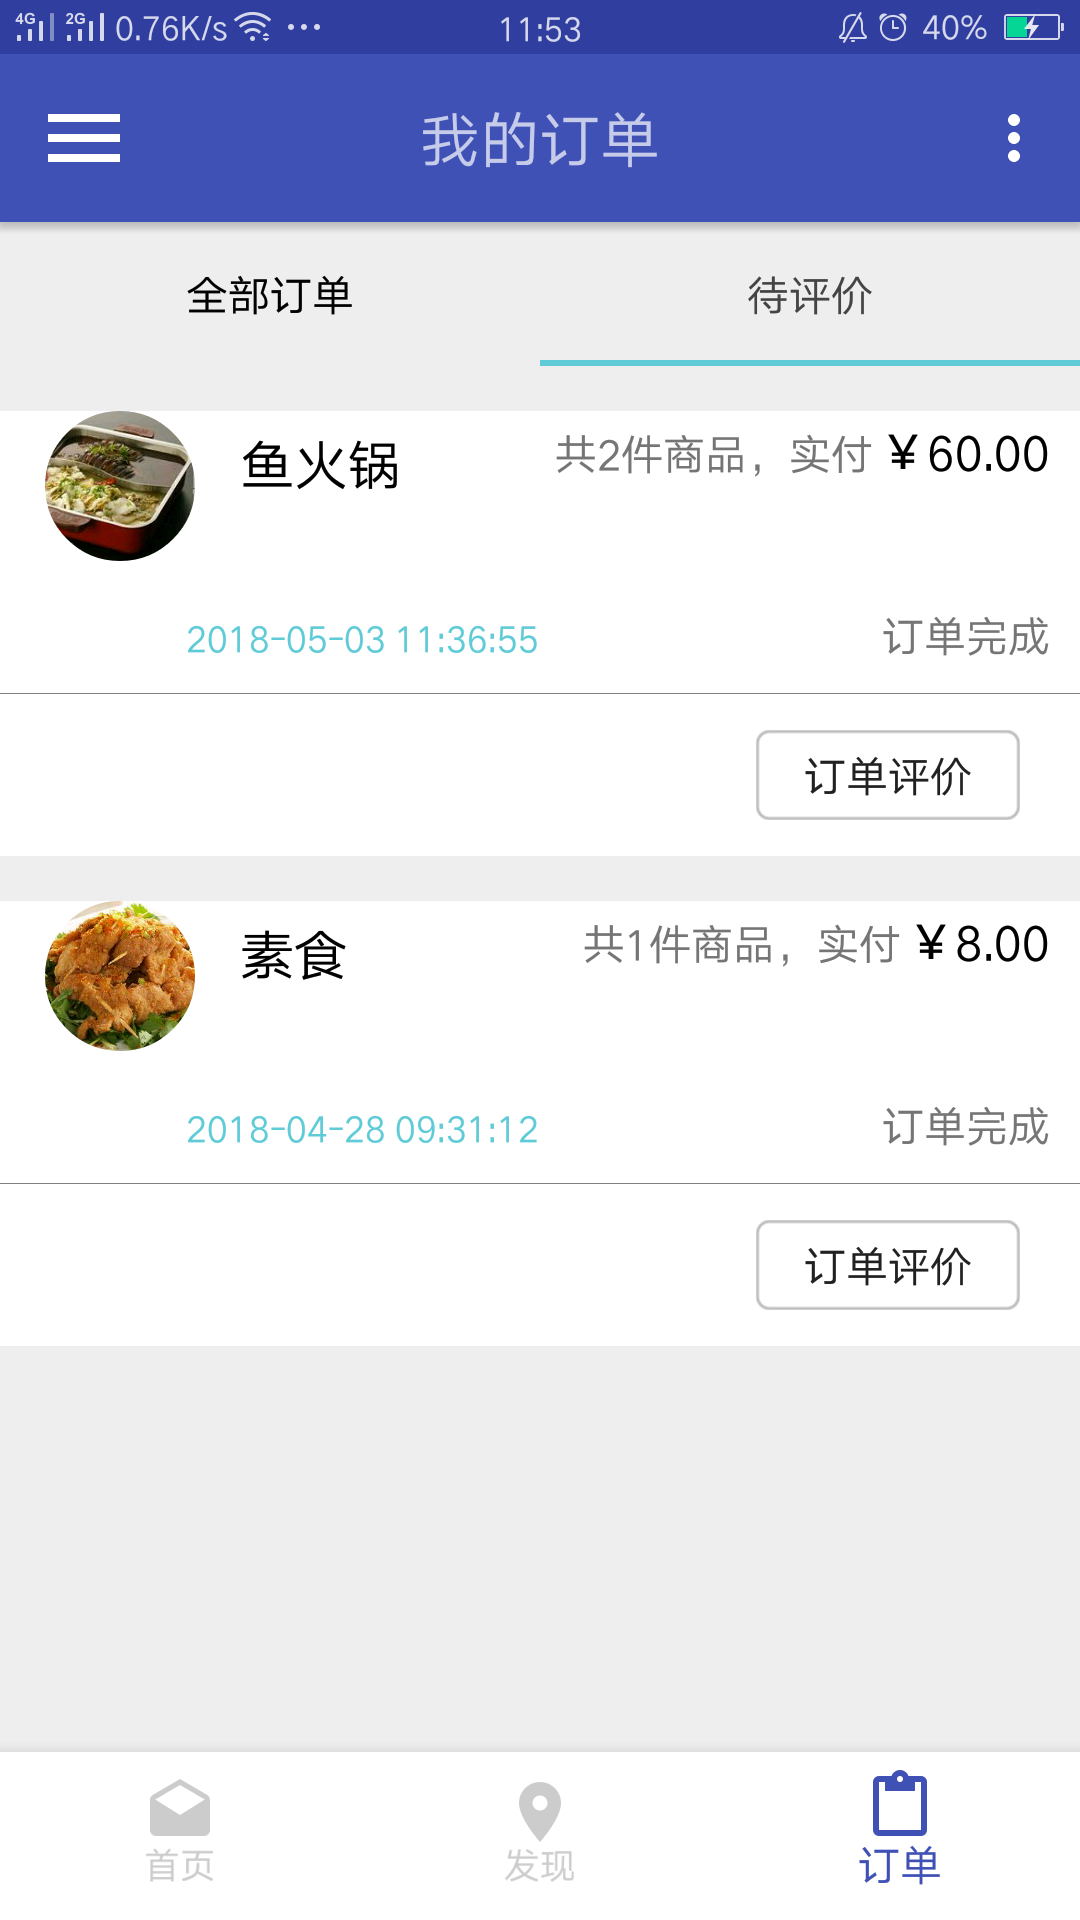 4G 2G 0.76K/s ··· 11:53 40%
我的订单
全部订单 待评价
鱼火锅 共2件商品，实付 ¥60.00
2018-05-03 11:36:55 订单完成
订单评价
素食 共1件商品，实付 ¥8.00
2018-04-28 09:31:12 订单完成
订单评价
首页 发现 订单